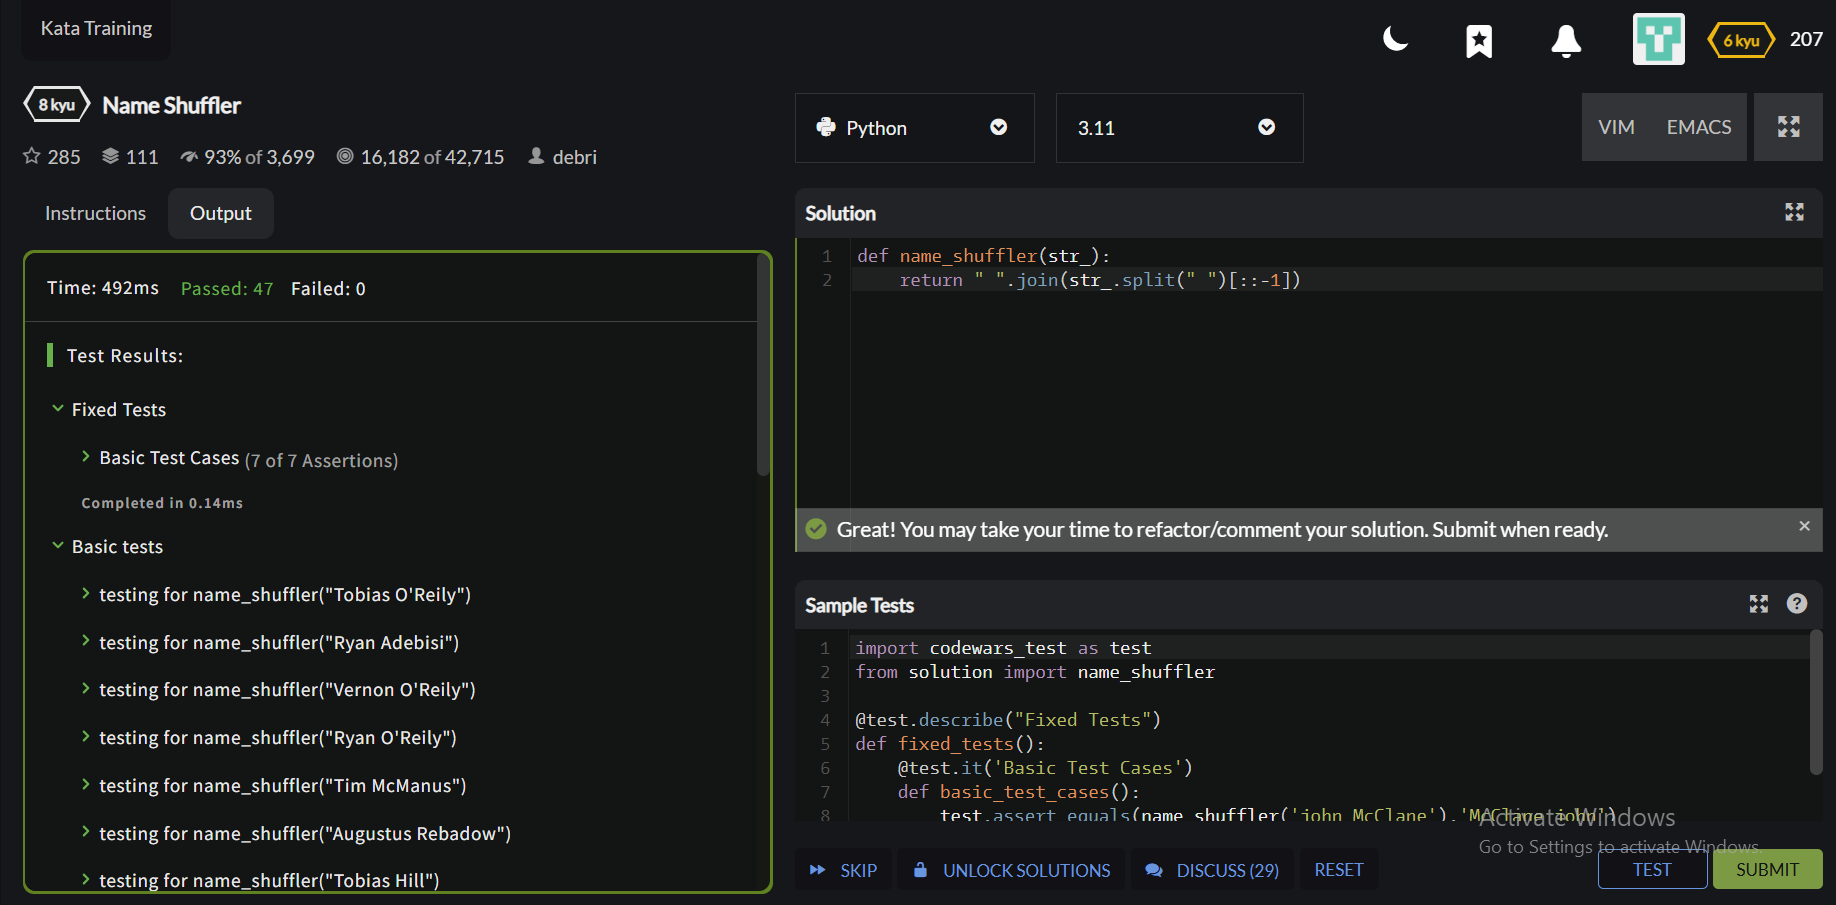 Kata Training
6 kyu 207
8 kyu Name Shuffler
285 111 93% of 3,699 16,182 of 42,715 debri
Instructions Output
Time: 492ms Passed: 47 Failed: 0
Test Results:
Fixed Tests
Basic Test Cases (7 of 7 Assertions)
Completed in 0.14ms
Basic tests
testing for name_shuffler("Tobias O'Reily")
testing for name_shuffler("Ryan Adebisi")
testing for name_shuffler("Vernon O'Reily")
testing for name_shuffler("Ryan O'Reily")
testing for name_shuffler("Tim McManus")
testing for name_shuffler("Augustus Rebadow")
testing for name_shuffler("Tobias Hill")
Python 3.11 VIM EMACS
Solution
1 def name_shuffler(str_):
2     return " ".join(str_.split(" ")[::-1])
Great! You may take your time to refactor/comment your solution. Submit when ready.
Sample Tests
1 import codewars_test as test
2 from solution import name_shuffler
3
4 @test.describe("Fixed Tests")
5 def fixed_tests():
6     @test.it('Basic Test Cases')
7     def basic_test_cases():
8         test.assert_equals(name_shuffler('john McClane'),'McClane john')
Activate Windows
Go to Settings to activate Windows.
SKIP UNLOCK SOLUTIONS DISCUSS (29) RESET TEST SUBMIT